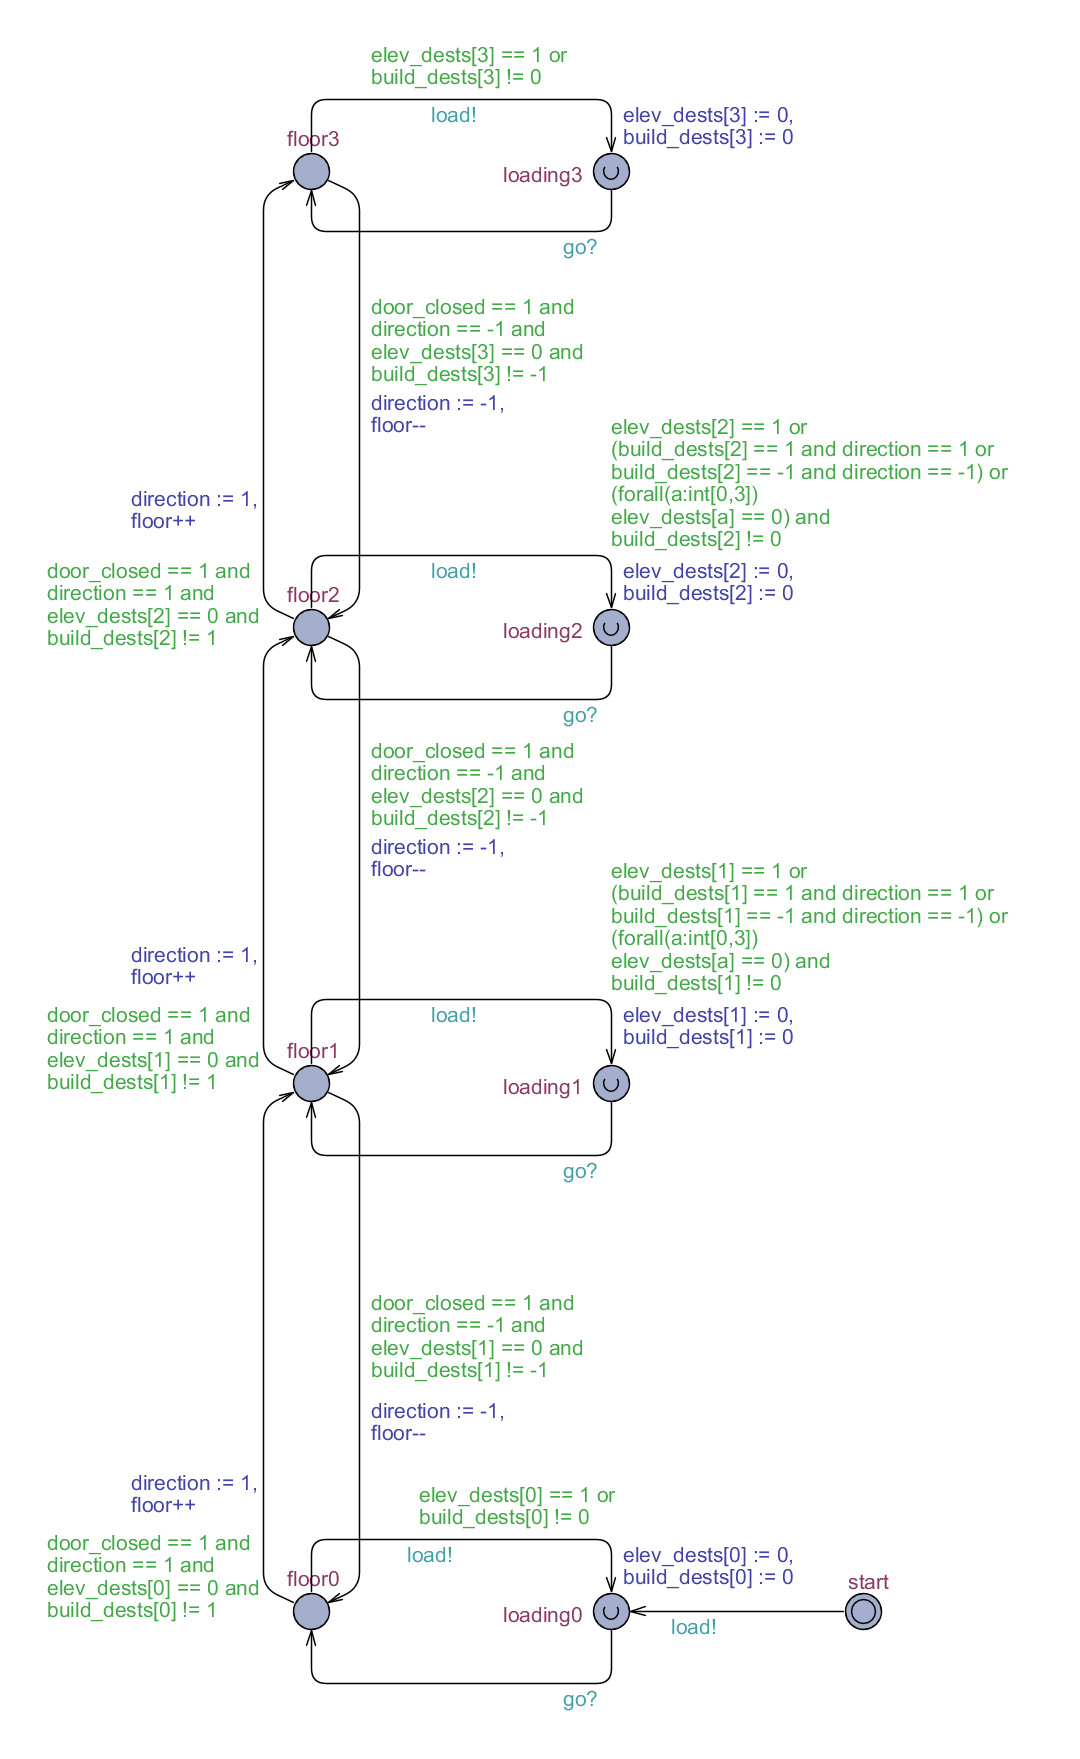 elev_dests[3] == 1 or
build_dests[3] != 0
load!
elev_dests[3] := 0,
build_dests[3] := 0
floor3
loading3
go?
door_closed == 1 and
direction == -1 and
elev_dests[3] == 0 and
build_dests[3] != -1
direction := -1,
floor--
elev_dests[2] == 1 or
(build_dests[2] == 1 and direction == 1 or
build_dests[2] == -1 and direction == -1) or
(forall(a:int[0,3])
elev_dests[a] == 0) and
build_dests[2] != 0
direction := 1,
floor++
door_closed == 1 and
direction == 1 and
elev_dests[2] == 0 and
build_dests[2] != 1
load!
elev_dests[2] := 0,
build_dests[2] := 0
floor2
loading2
go?
door_closed == 1 and
direction == -1 and
elev_dests[2] == 0 and
build_dests[2] != -1
direction := -1,
floor--
elev_dests[1] == 1 or
(build_dests[1] == 1 and direction == 1 or
build_dests[1] == -1 and direction == -1) or
(forall(a:int[0,3])
elev_dests[a] == 0) and
build_dests[1] != 0
direction := 1,
floor++
door_closed == 1 and
direction == 1 and
elev_dests[1] == 0 and
build_dests[1] != 1
load!
elev_dests[1] := 0,
build_dests[1] := 0
floor1
loading1
go?
door_closed == 1 and
direction == -1 and
elev_dests[1] == 0 and
build_dests[1] != -1
direction := -1,
floor--
direction := 1,
floor++
elev_dests[0] == 1 or
build_dests[0] != 0
door_closed == 1 and
direction == 1 and
elev_dests[0] == 0 and
build_dests[0] != 1
load!
elev_dests[0] := 0,
build_dests[0] := 0
floor0
loading0
start
load!
go?